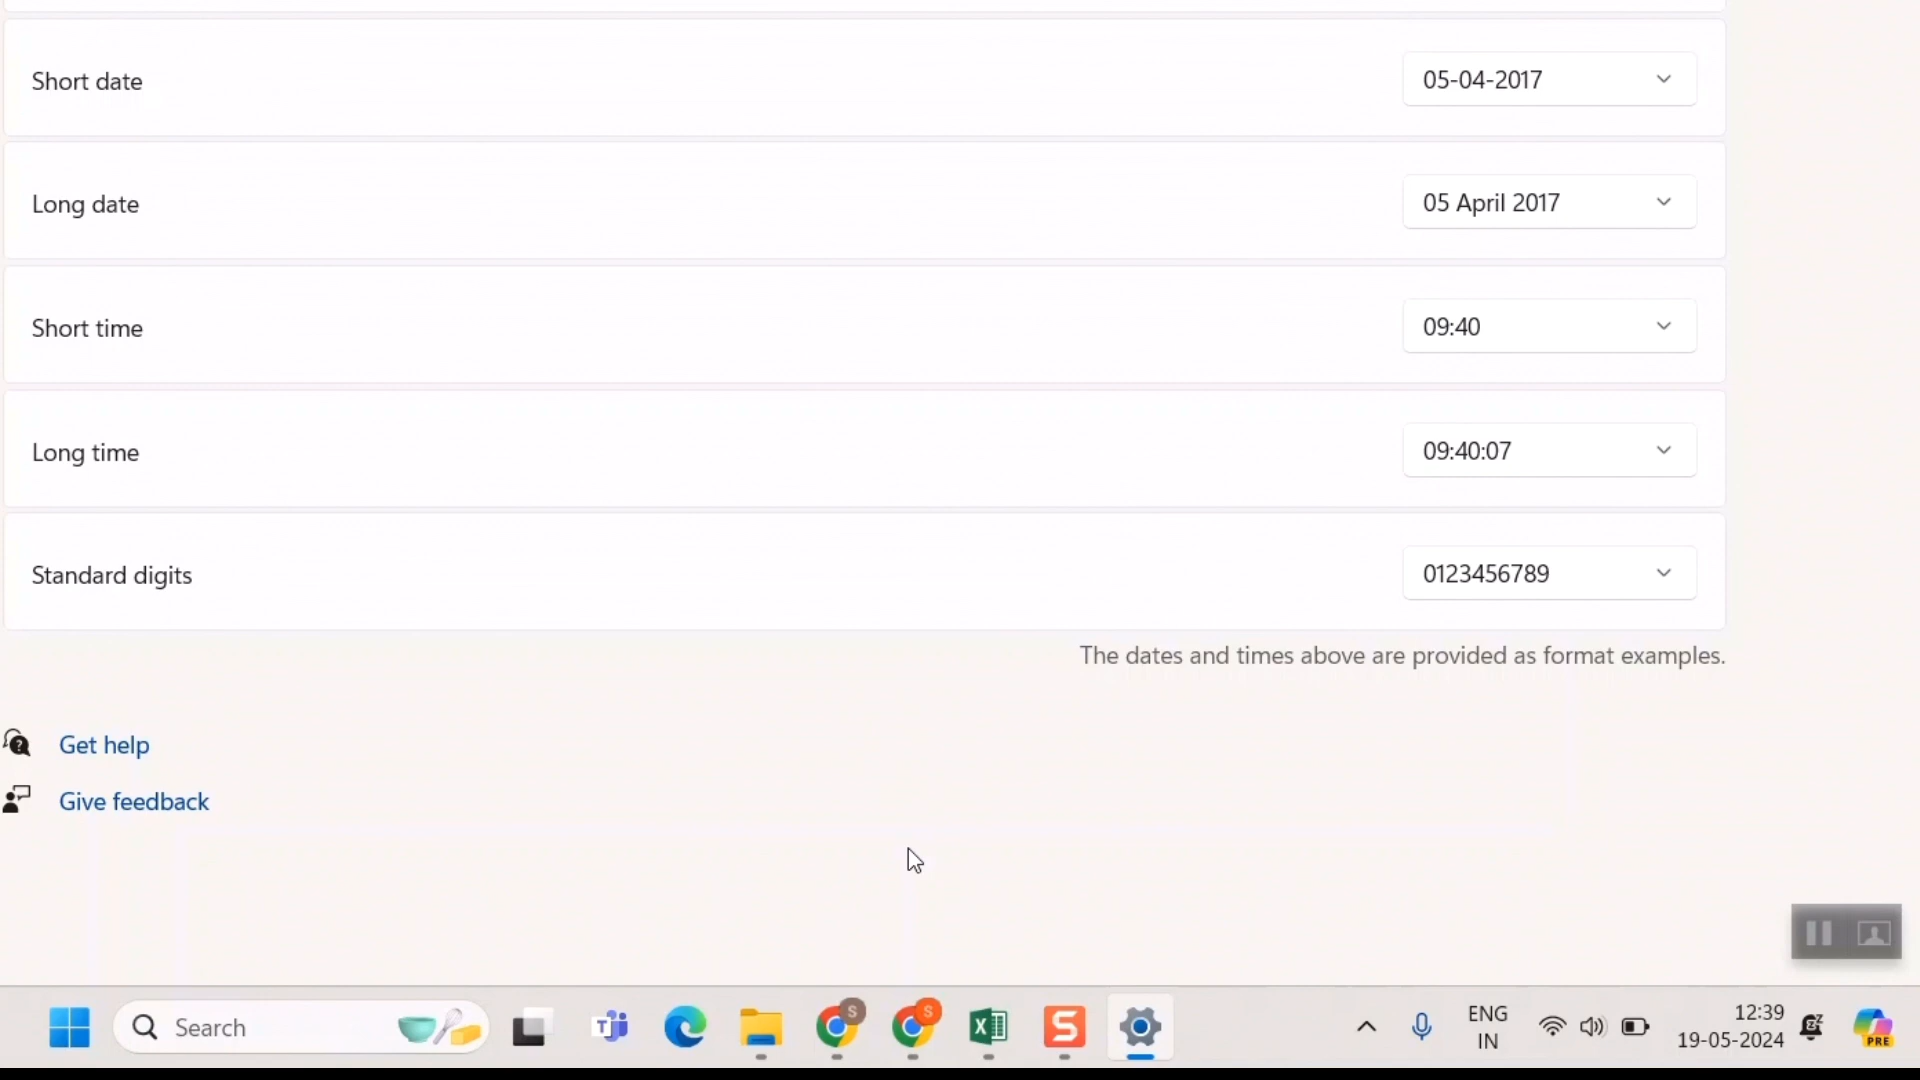 Short date
05-04-2017
Long date
05 April 2017
Short time
09:40
Long time
09:40:07
Standard digits
0123456789
The dates and times above are provided as format examples.
Get help
Give feedback
Search
S
S
ENG
IN
12:39
19-05-2024
PRE